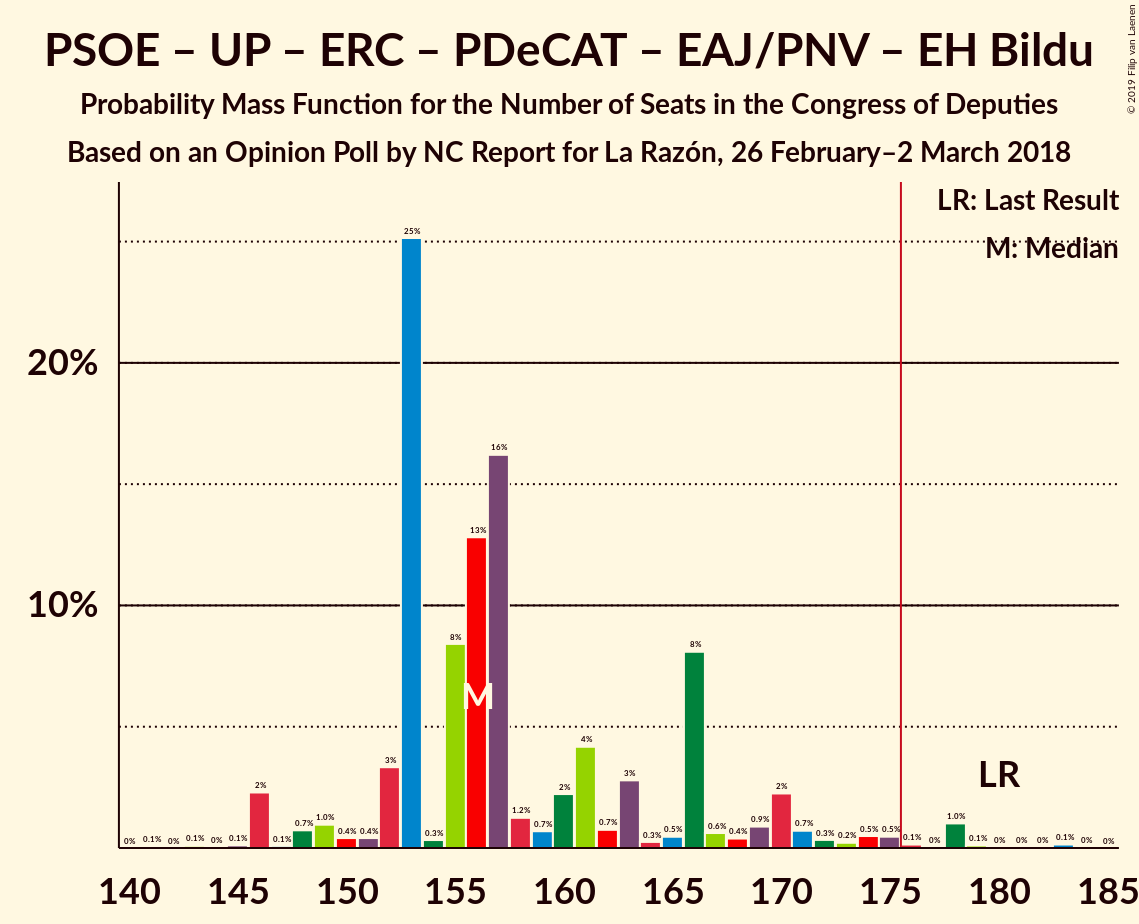 PSOE – UP – ERC – PDeCAT – EAJ/PNV – EH Bildu
Probability Mass Function for the Number of Seats in the Congress of Deputies
Based on an Opinion Poll by NC Report for La Razón, 26 February–2 March 2018
© 2019 Filip van Laenen
LR: Last Result
M: Median
20%
10%
0% 0.1% 0% 0.1% 0% 0.1% 2% 0.1% 0.7% 1.0% 0.4% 0.4% 3% 25% 0.3% 8% 13% 16% 1.2% 0.7% 2% 4% 0.7% 3% 0.3% 0.5% 8% 0.6% 0.4% 0.9% 2% 0.7% 0.3% 0.2% 0.5% 0.5% 0.1% 0% 1.0% 0.1% 0% 0% 0% 0.1% 0% 0%
M
LR
140 145 150 155 160 165 170 175 180 185